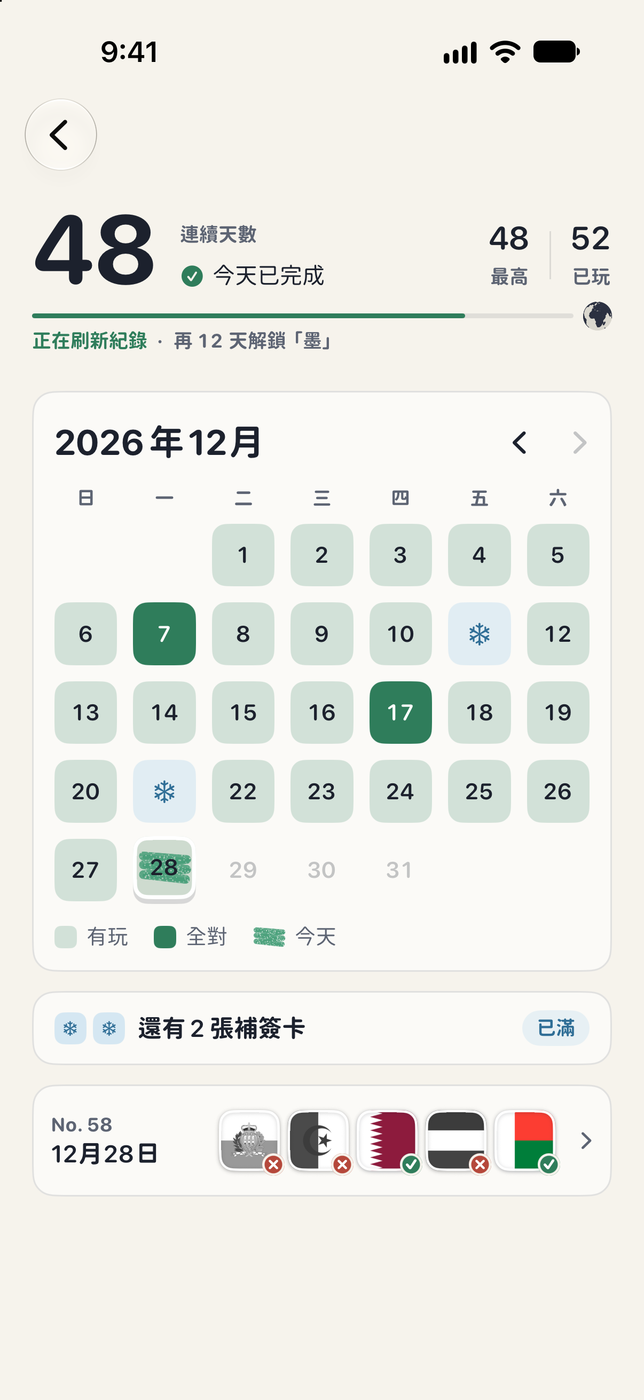 9:41
48
連續天數
今天已完成
48
最高
52
已玩
正在刷新紀錄 · 再 12 天解鎖「墨」
2026 年 12月
日 一 二 三 四 五 六
1 2 3 4 5
6 7 8 9 10 12
13 14 15 16 17 18 19
20 22 23 24 25 26
27 28 29 30 31
有玩 全對 今天
還有 2 張補簽卡
已滿
No. 58
12月28日